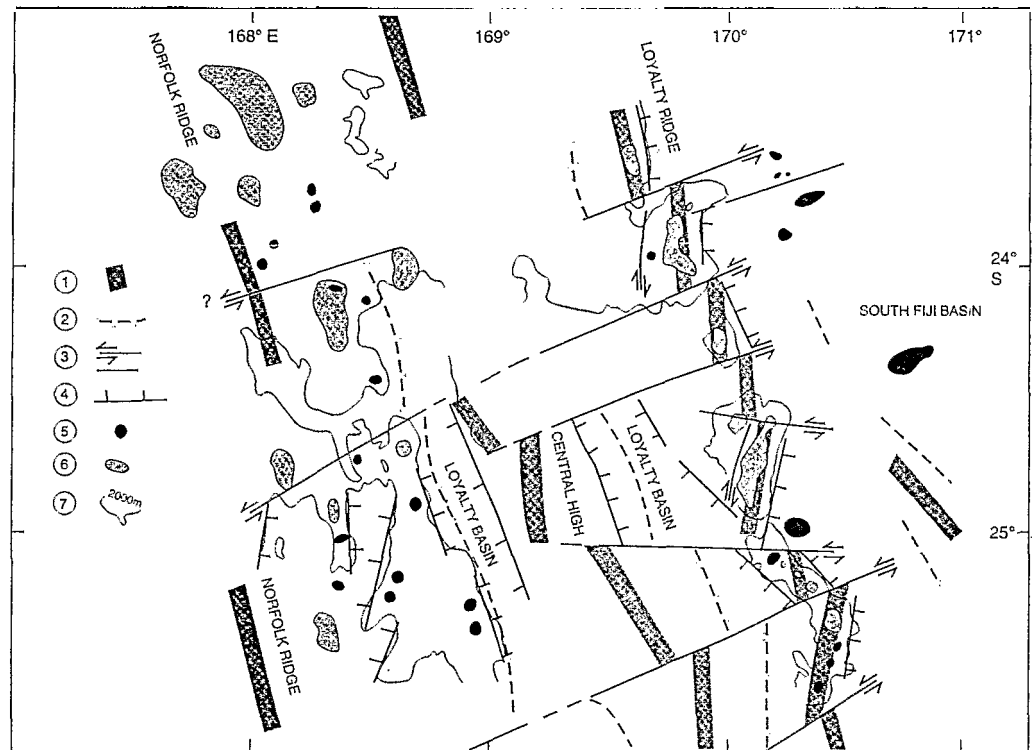 168° E
169°
170°
171°
NORFOLK RIDGE
LOYALTY RIDGE
24°
S
?
1
SOUTH FIJI BASIN
2
3
4
5
6
7
2000m
LOYALTY BASIN
CENTRAL HIGH
LOYALTY BASIN
25°
NORFOLK RIDGE